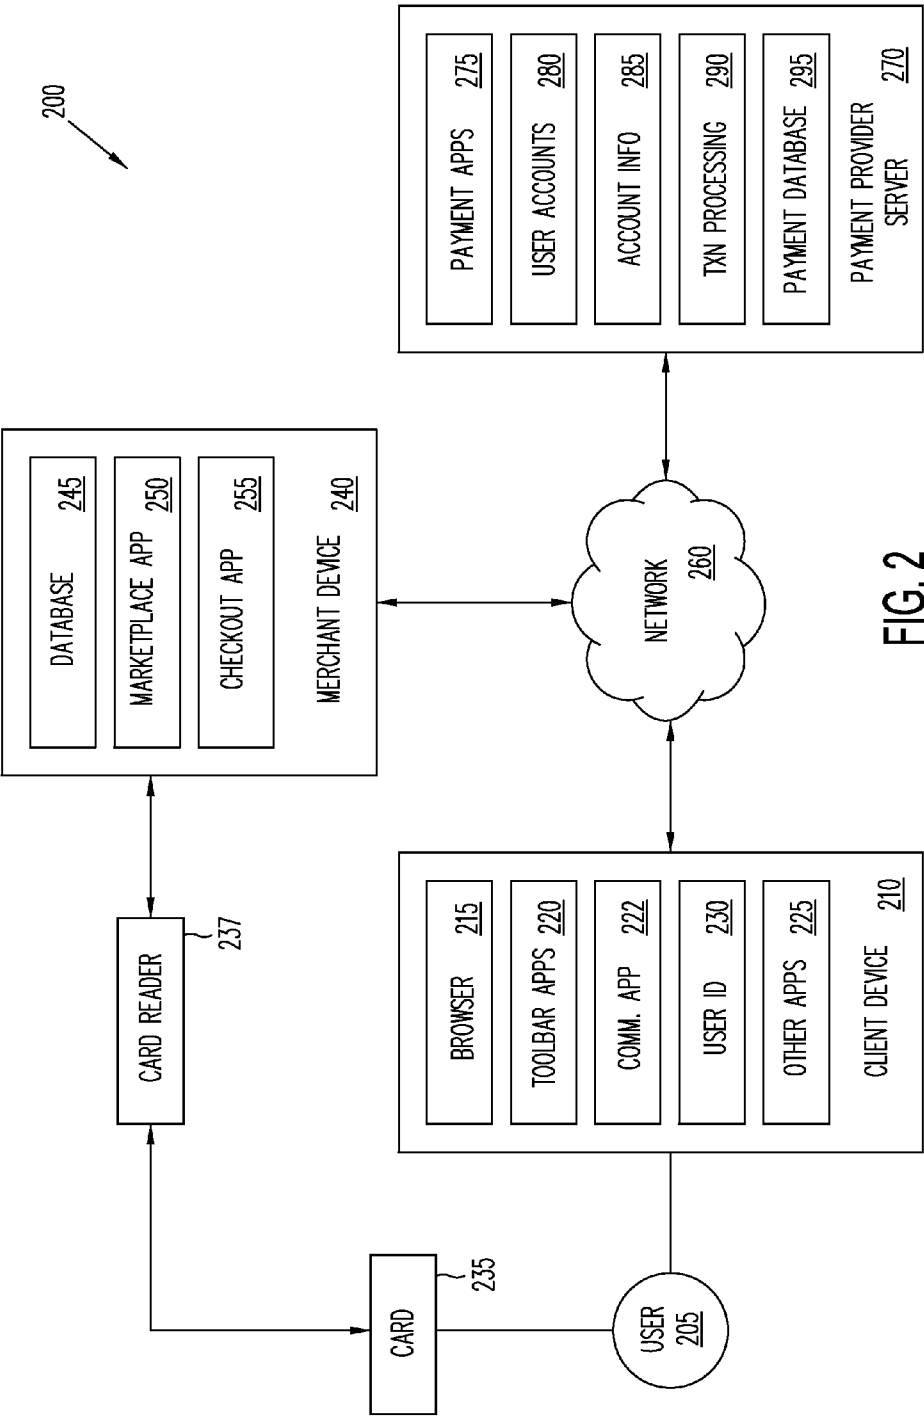 200
DATABASE 245
MARKETPLACE APP 250
CHECKOUT APP 255
MERCHANT DEVICE 240
CARD READER
237
CARD
235
USER
205
BROWSER 215
TOOLBAR APPS 220
COMM. APP 222
USER ID 230
OTHER APPS 225
CLIENT DEVICE 210
NETWORK
260
PAYMENT APPS 275
USER ACCOUNTS 280
ACCOUNT INFO 285
TXN PROCESSING 290
PAYMENT DATABASE 295
PAYMENT PROVIDER
SERVER 270
FIG. 2